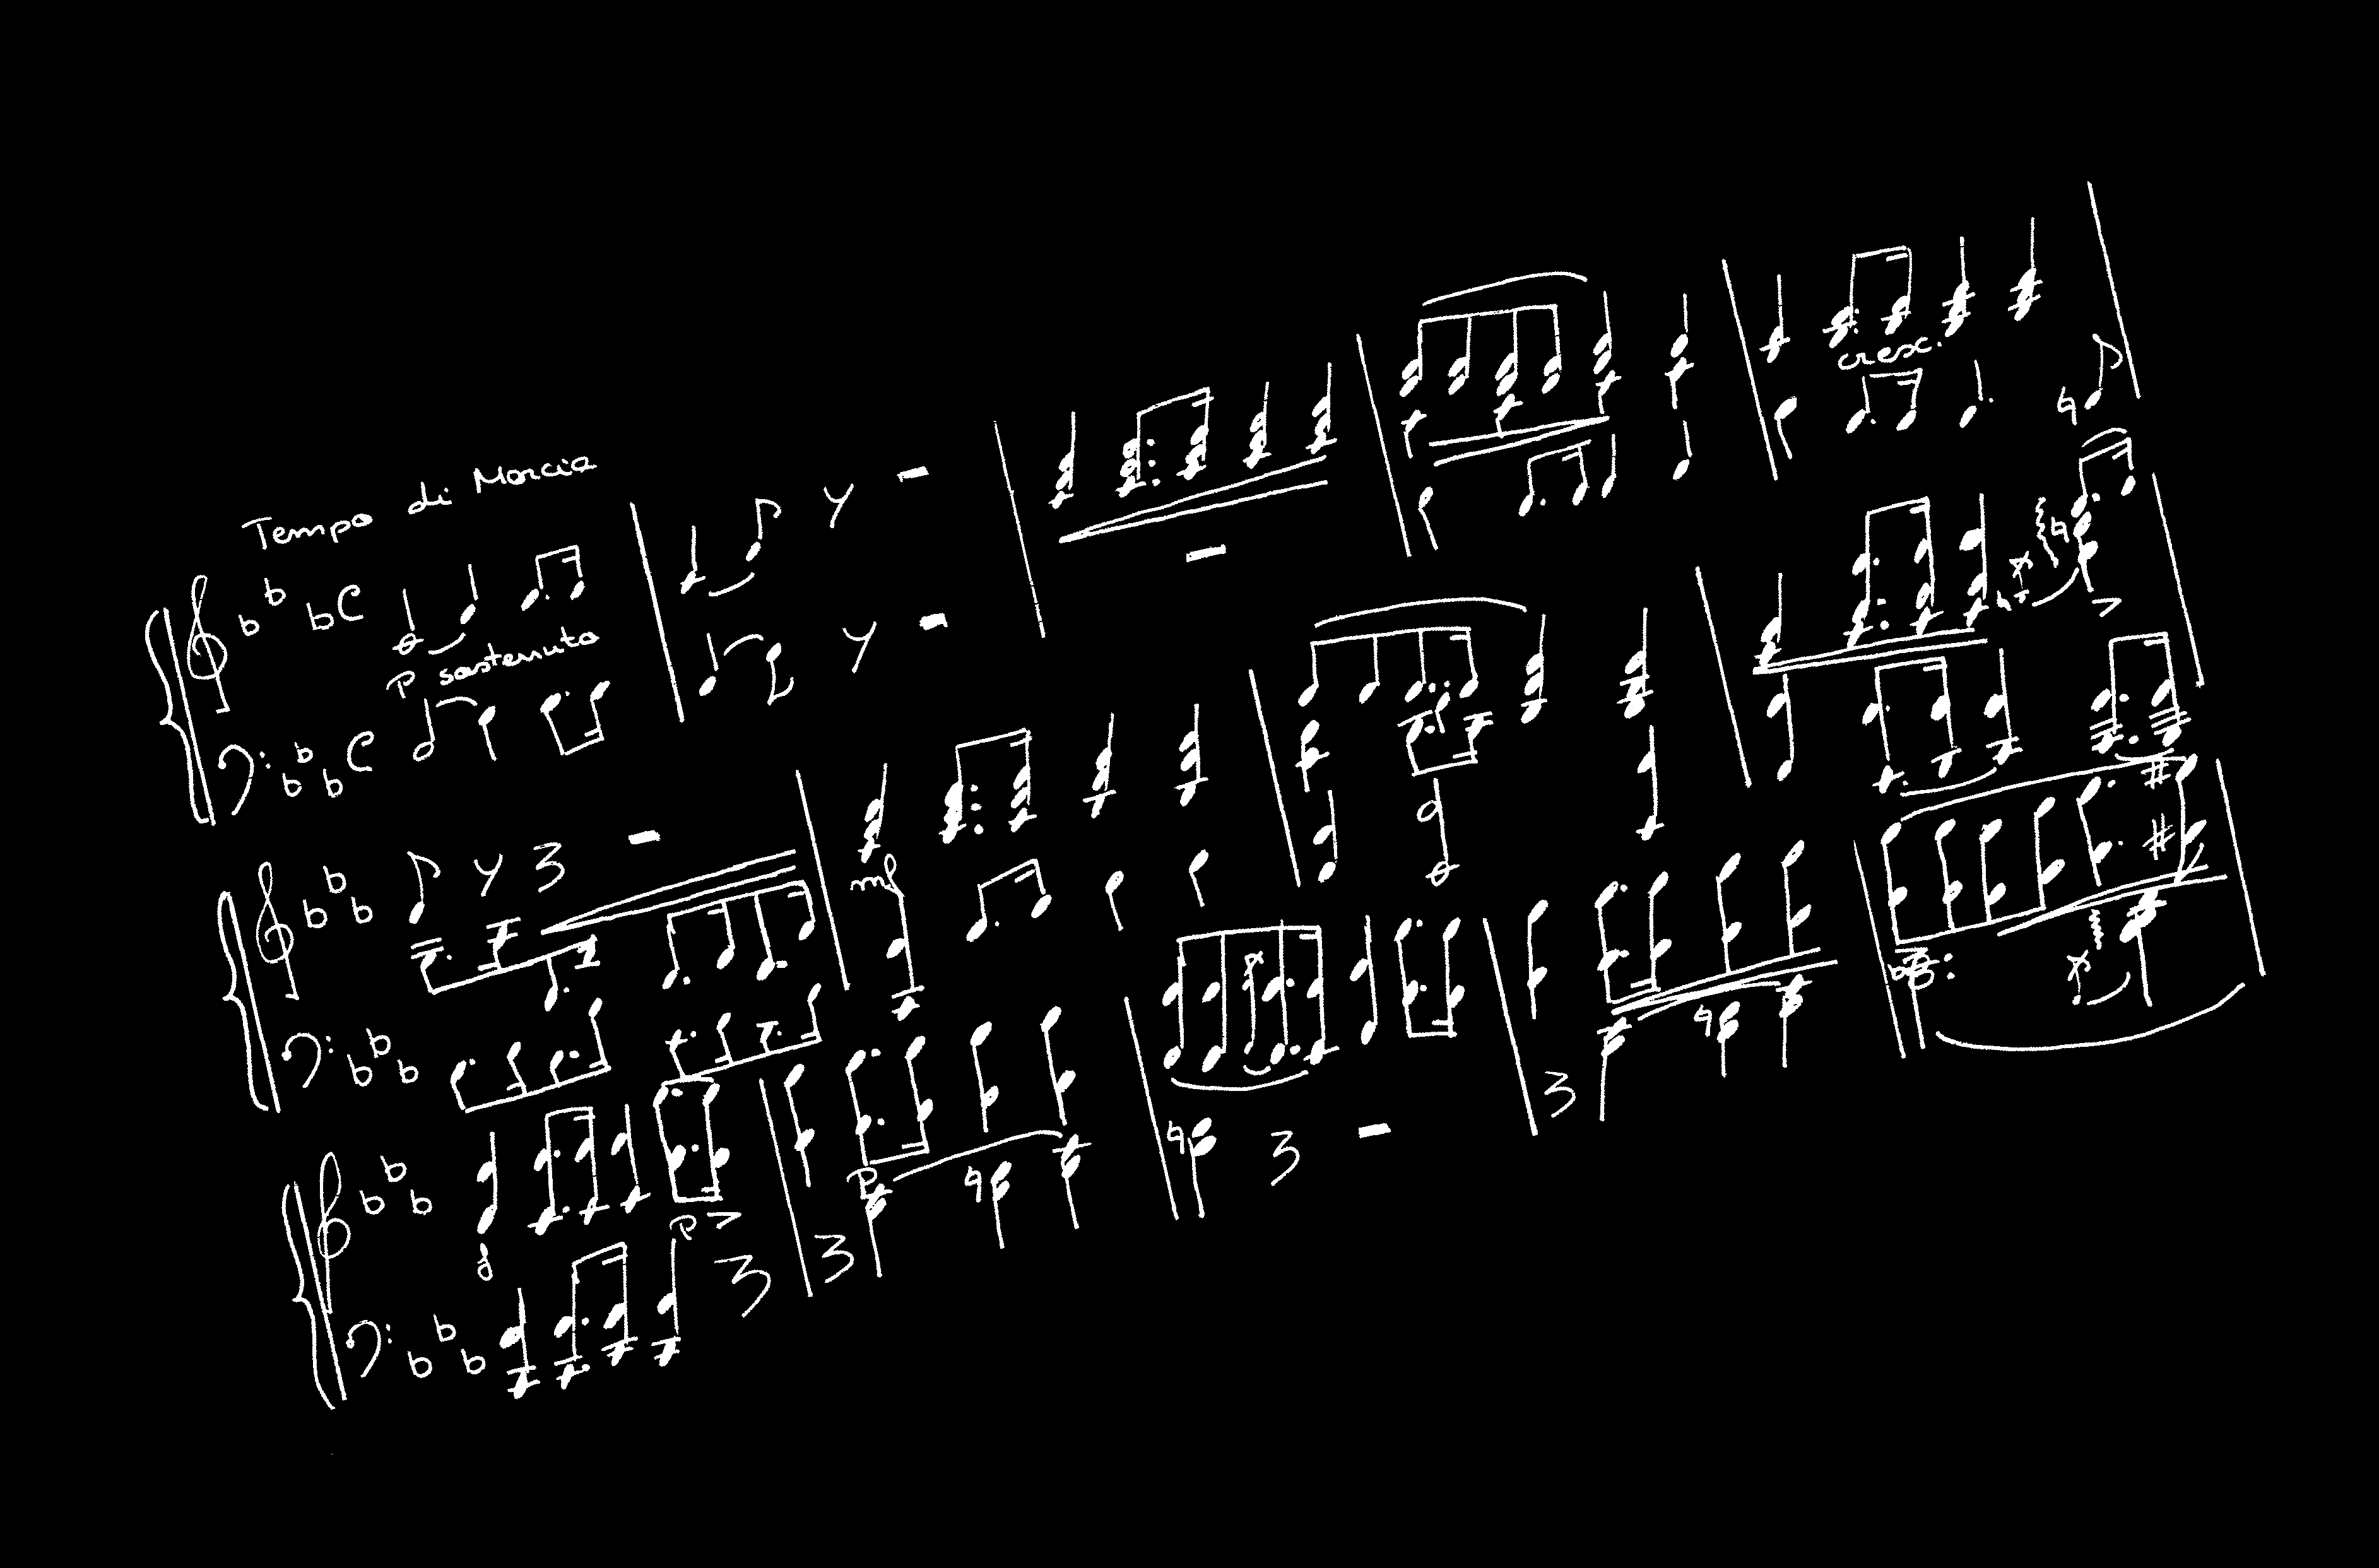 Tempo di Marcia
P sostenuto
cresc.
mf
f
P
P